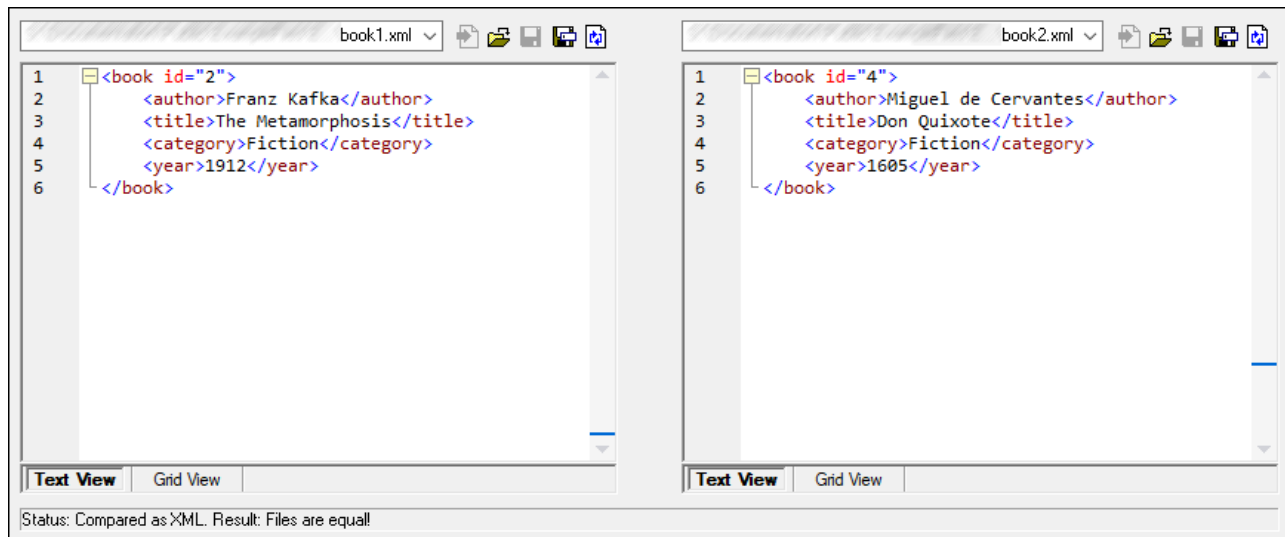 book1.xml
1 <book id="2">
2 <author>Franz Kafka</author>
3 <title>The Metamorphosis</title>
4 <category>Fiction</category>
5 <year>1912</year>
6 </book>
Text View Grid View
book2.xml
1 <book id="4">
2 <author>Miguel de Cervantes</author>
3 <title>Don Quixote</title>
4 <category>Fiction</category>
5 <year>1605</year>
6 </book>
Text View Grid View
Status: Compared as XML. Result: Files are equal!